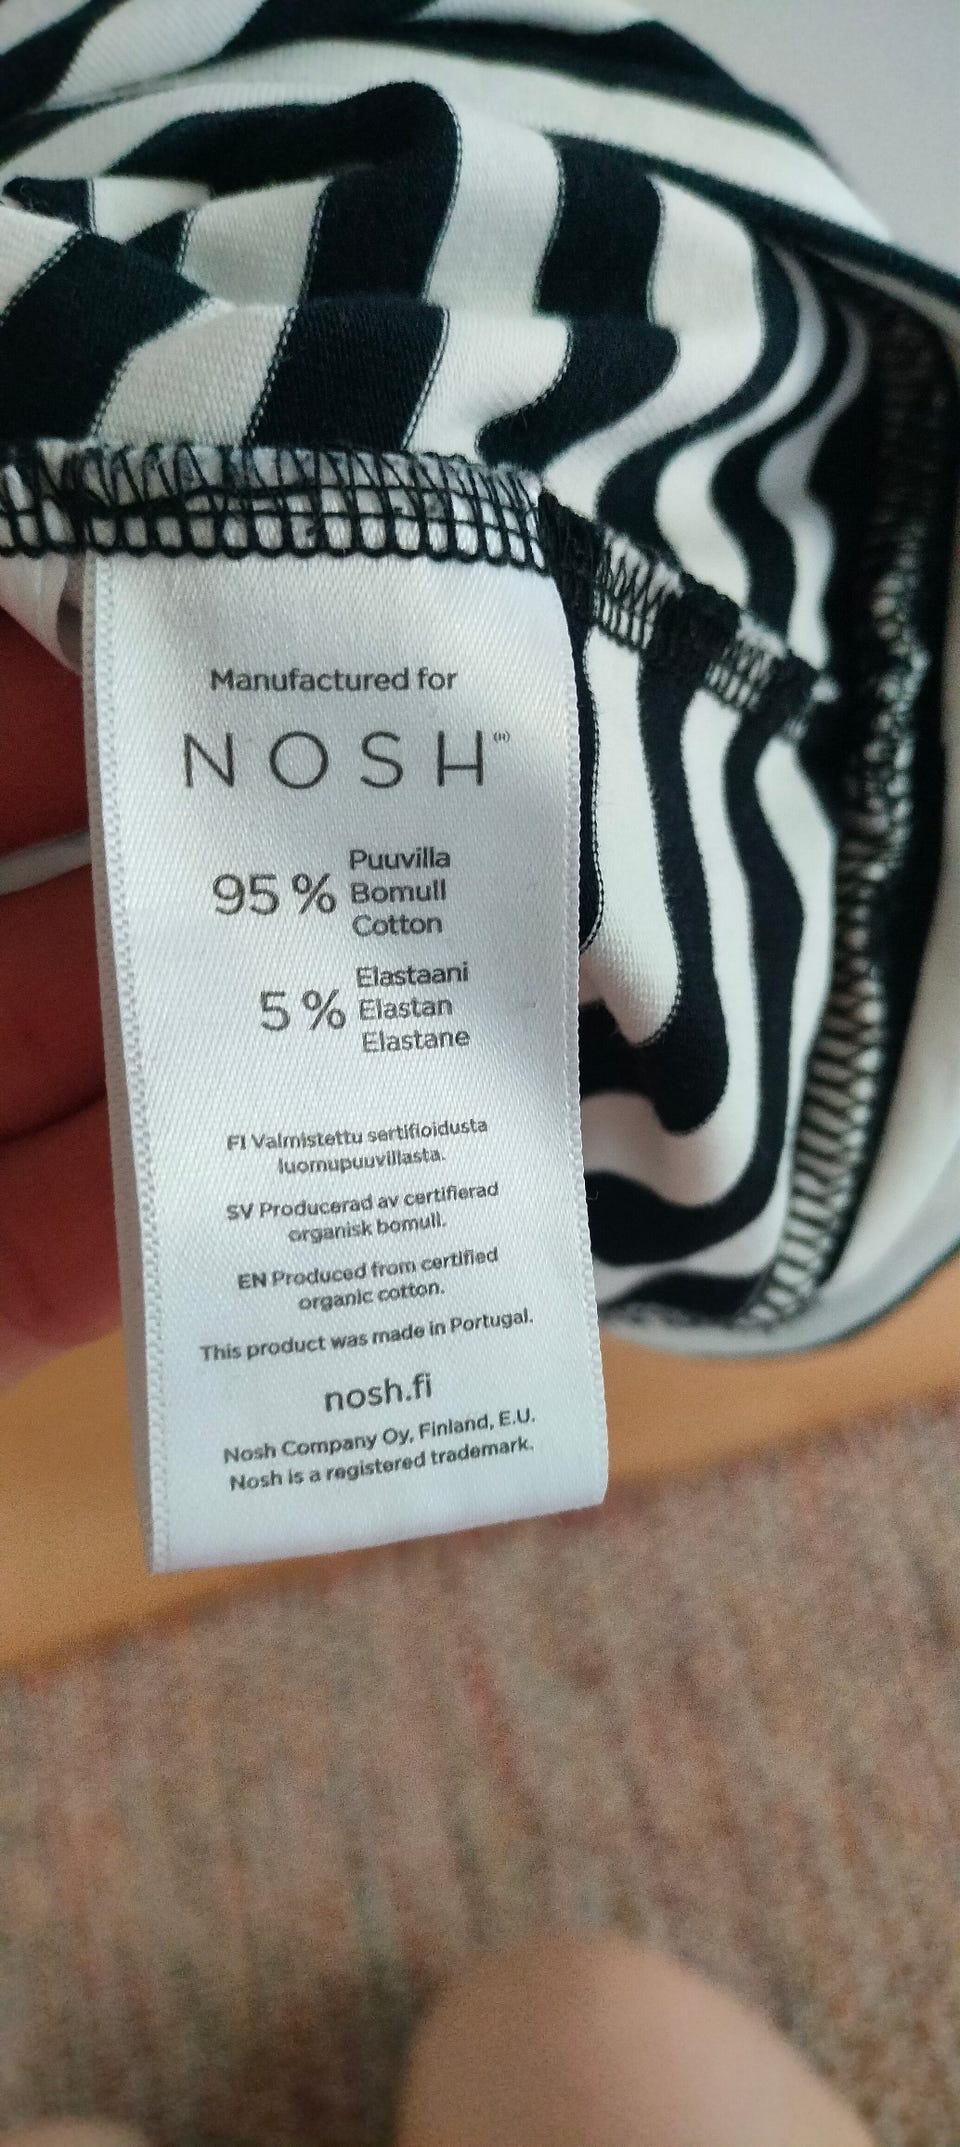 Manufactured for
NOSH(R)
95 %
Puuvilla
Bomull
Cotton
5 %
Elastaani
Elastan
Elastane
FI Valmistettu sertifioidusta
luomupuuvillasta.
SV Producerad av certifierad
organisk bomull.
EN Produced from certified
organic cotton.
This product was made in Portugal.
nosh.fi
Nosh Company Oy, Finland, E.U.
Nosh is a registered trademark.